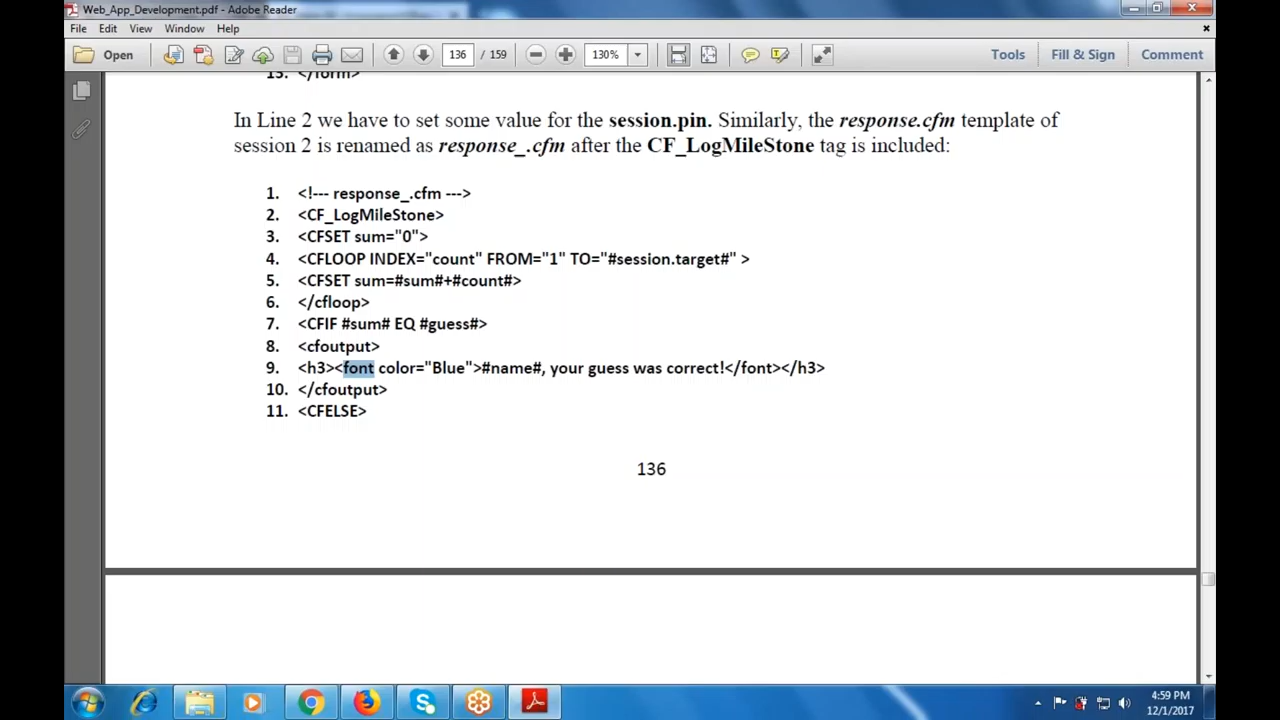 Web_App_Development.pdf - Adobe Reader
File Edit View Window Help
Open 136 / 159 130% Tools Fill & Sign Comment
13. </form>
In Line 2 we have to set some value for the session.pin. Similarly, the response.cfm template of
session 2 is renamed as response_.cfm after the CF_LogMileStone tag is included:
1. <!--- response_.cfm --->
2. <CF_LogMileStone>
3. <CFSET sum="0">
4. <CFLOOP INDEX="count" FROM="1" TO="#session.target#" >
5. <CFSET sum=#sum#+#count#>
6. </cfloop>
7. <CFIF #sum# EQ #guess#>
8. <cfoutput>
9. <h3><font color="Blue">#name#, your guess was correct!</font></h3>
10. </cfoutput>
11. <CFELSE>
136
4:59 PM
12/1/2017